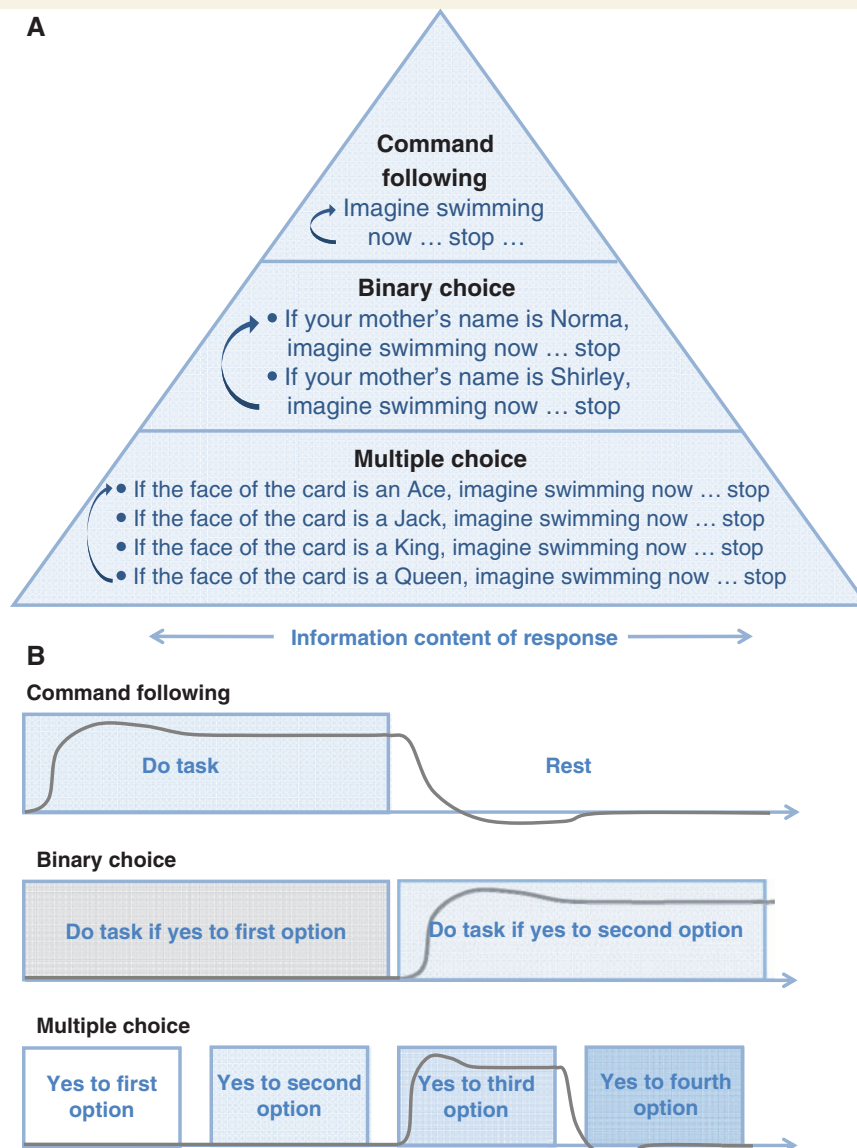 A
Command
following
Imagine swimming
now … stop …
Binary choice
• If your mother's name is Norma,
imagine swimming now … stop
• If your mother's name is Shirley,
imagine swimming now … stop
Multiple choice
• If the face of the card is an Ace, imagine swimming now … stop
• If the face of the card is a Jack, imagine swimming now … stop
• If the face of the card is a King, imagine swimming now … stop
• If the face of the card is a Queen, imagine swimming now … stop
Information content of response
B
Command following
Do task
Rest
Binary choice
Do task if yes to first option
Do task if yes to second option
Multiple choice
Yes to first
option
Yes to second
option
Yes to third
option
Yes to fourth
option